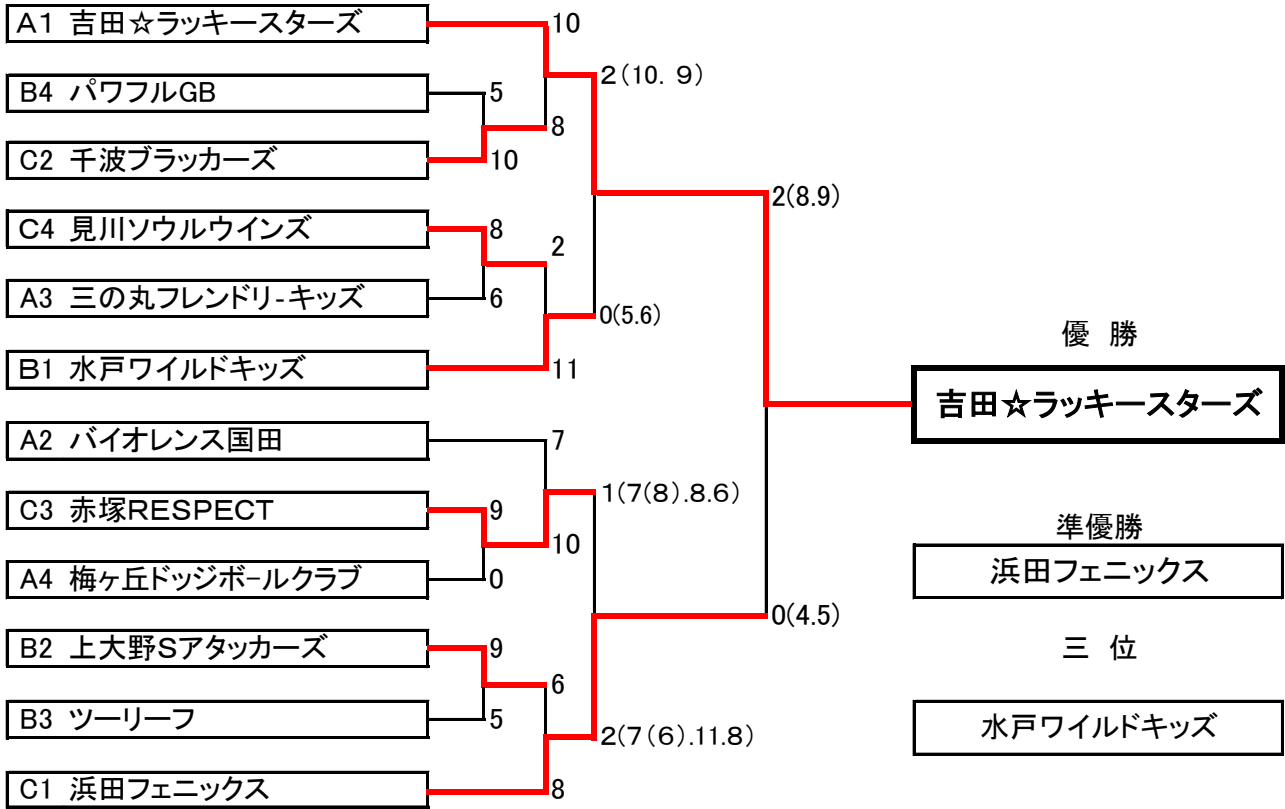 A1 吉田☆ラッキースターズ
10
2(10. 9)
B4 パワフルGB
5
8
C2 千波ブラッカーズ
10
2(8.9)
C4 見川ソウルウインズ
8
2
A3 三の丸フレンドリ-キッズ
6
0(5.6)
B1 水戸ワイルドキッズ
11
優 勝
吉田☆ラッキースターズ
A2 バイオレンス国田
7
1(7(8).8.6)
C3 赤塚RESPECT
9
10
A4 梅ヶ丘ドッジボールクラブ
0
準優勝
浜田フェニックス
0(4.5)
B2 上大野Sアタッカーズ
9
6
三 位
B3 ツーリーフ
5
2(7(6).11.8)
水戸ワイルドキッズ
C1 浜田フェニックス
8